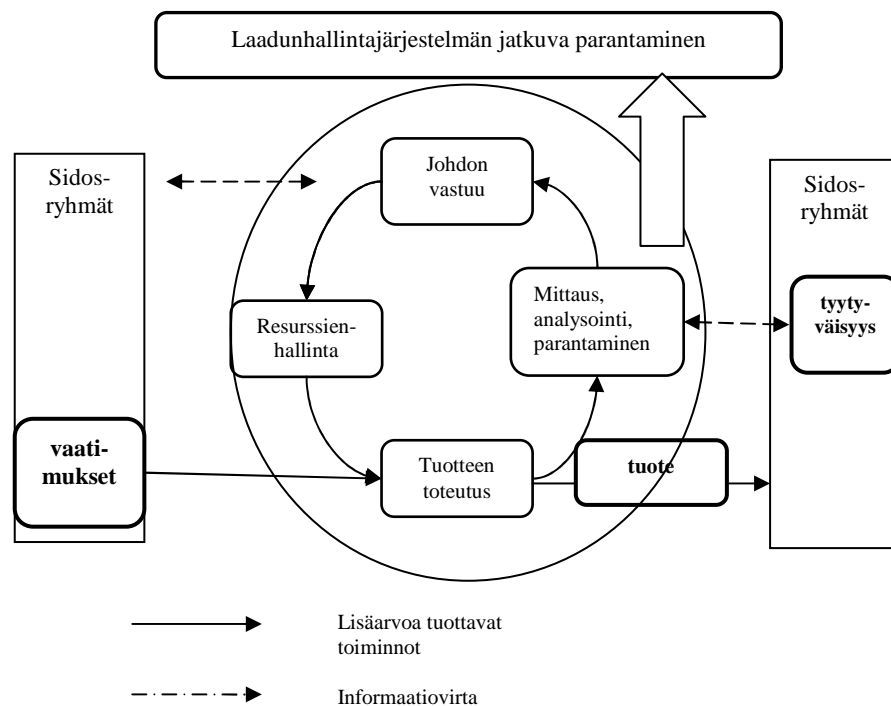 Laadunhallintajärjestelmän jatkuva parantaminen
Sidos-
ryhmät
Johdon
vastuu
Sidos-
ryhmät
Resurssien-
hallinta
Mittaus,
analysointi,
parantaminen
tyyty-
väisyys
vaati-
mukset
Tuotteen
toteutus
tuote
Lisäarvoa tuottavat
toiminnot
Informaatiovirta